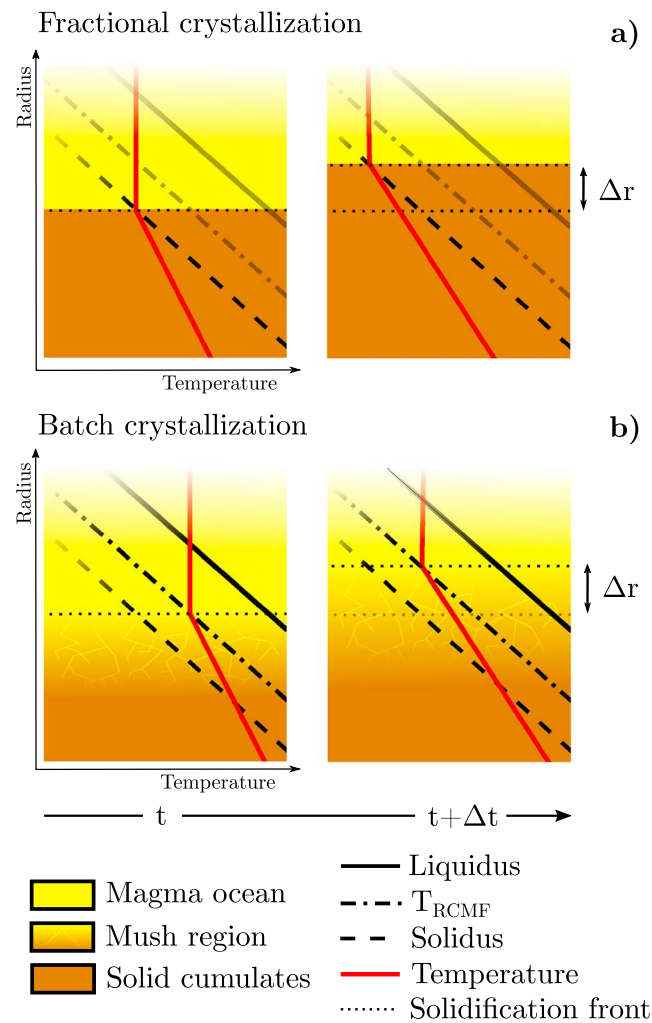 Fractional crystallization
a)
Radius
Δr
Temperature
Batch crystallization
b)
Radius
Δr
Temperature
t
t+Δt
Magma ocean
Mush region
Solid cumulates
Liquidus
T_RCMF
Solidus
Temperature
Solidification front